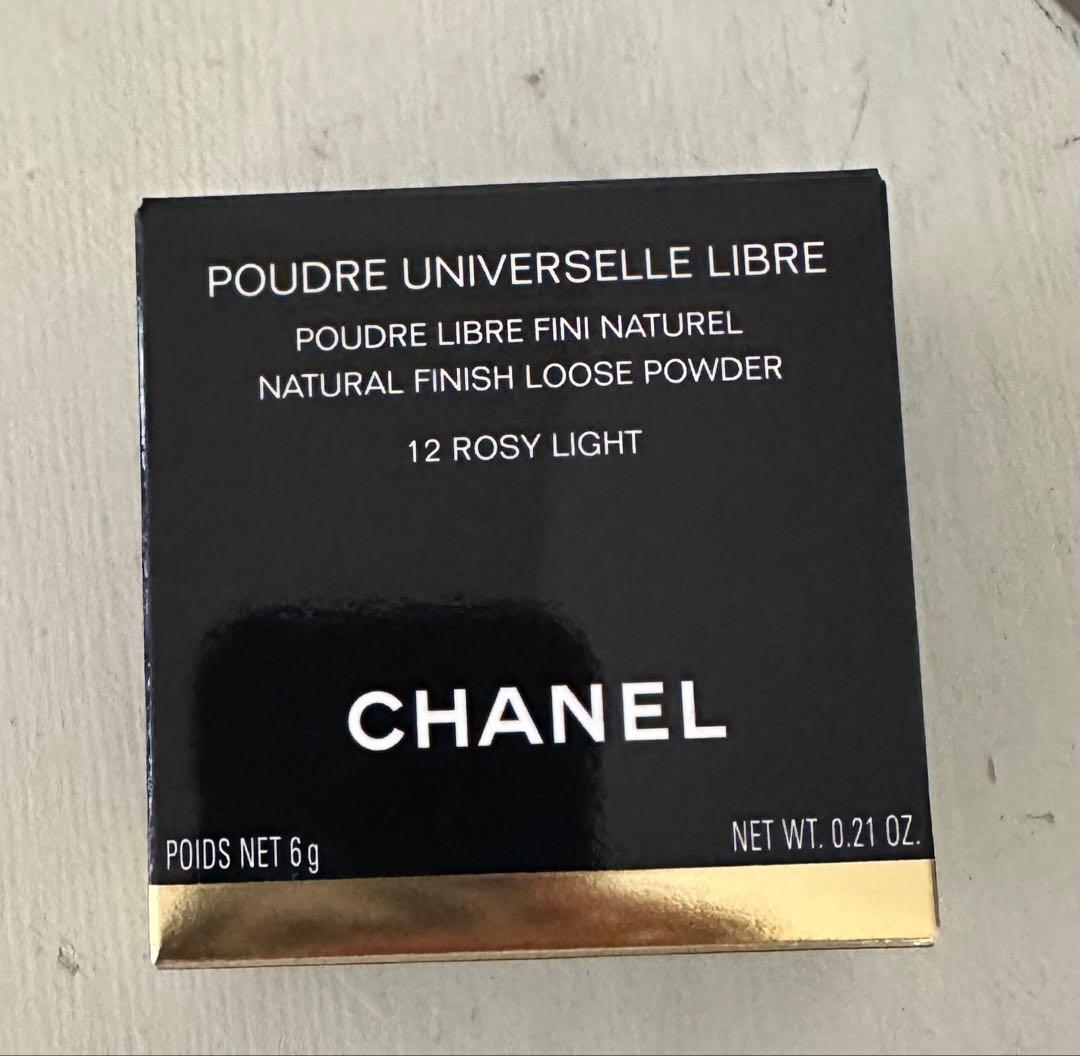 POUDRE UNIVERSELLE LIBRE
POUDRE LIBRE FINI NATUREL
NATURAL FINISH LOOSE POWDER
12 ROSY LIGHT
CHANEL
POIDS NET 6 g
NET WT. 0.21 OZ.